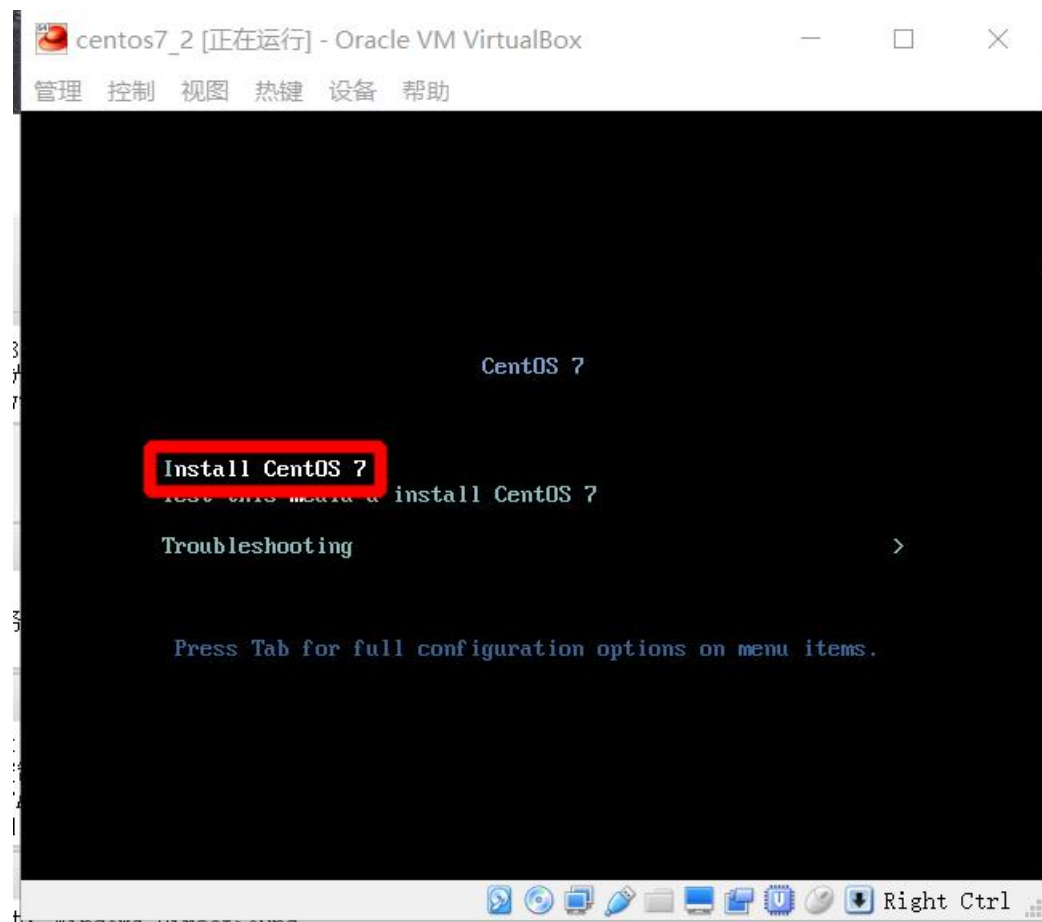 centos7_2 [正在运行] - Oracle VM VirtualBox
管理 控制 视图 热键 设备 帮助
CentOS 7
Install CentOS 7
install CentOS 7
Troubleshooting >
Press Tab for full configuration options on menu items.
Right Ctrl